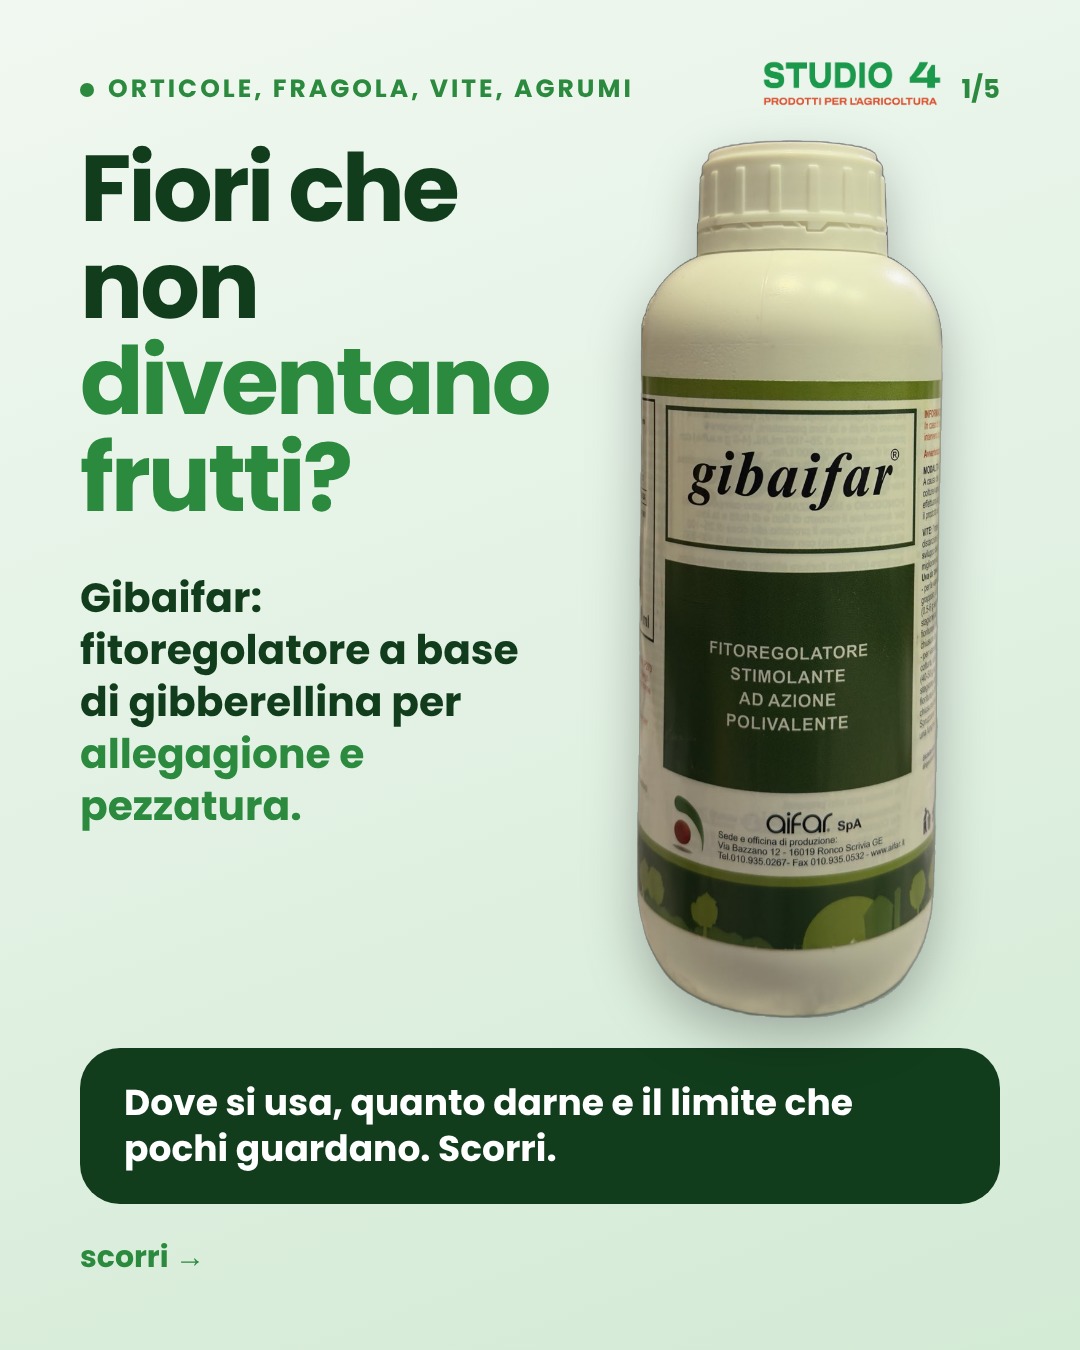 ORTICOLE, FRAGOLA, VITE, AGRUMI
STUDIO 4
PRODOTTI PER L'AGRICOLTURA
1/5
Fiori che
non
diventano
frutti?
Gibaifar:
fitoregolatore a base
di gibberellina per
allegagione e
pezzatura.
gibaifar®
FITOREGOLATORE
STIMOLANTE
AD AZIONE
POLIVALENTE
aifar SpA
Sede e officina di produzione:
Via Bazzano 12 - 16019 Ronco Scrivia GE
Tel.010.935.0267- Fax 010.935.0532 - www.aifar.it
Dove si usa, quanto darne e il limite che
pochi guardano. Scorri.
scorri →